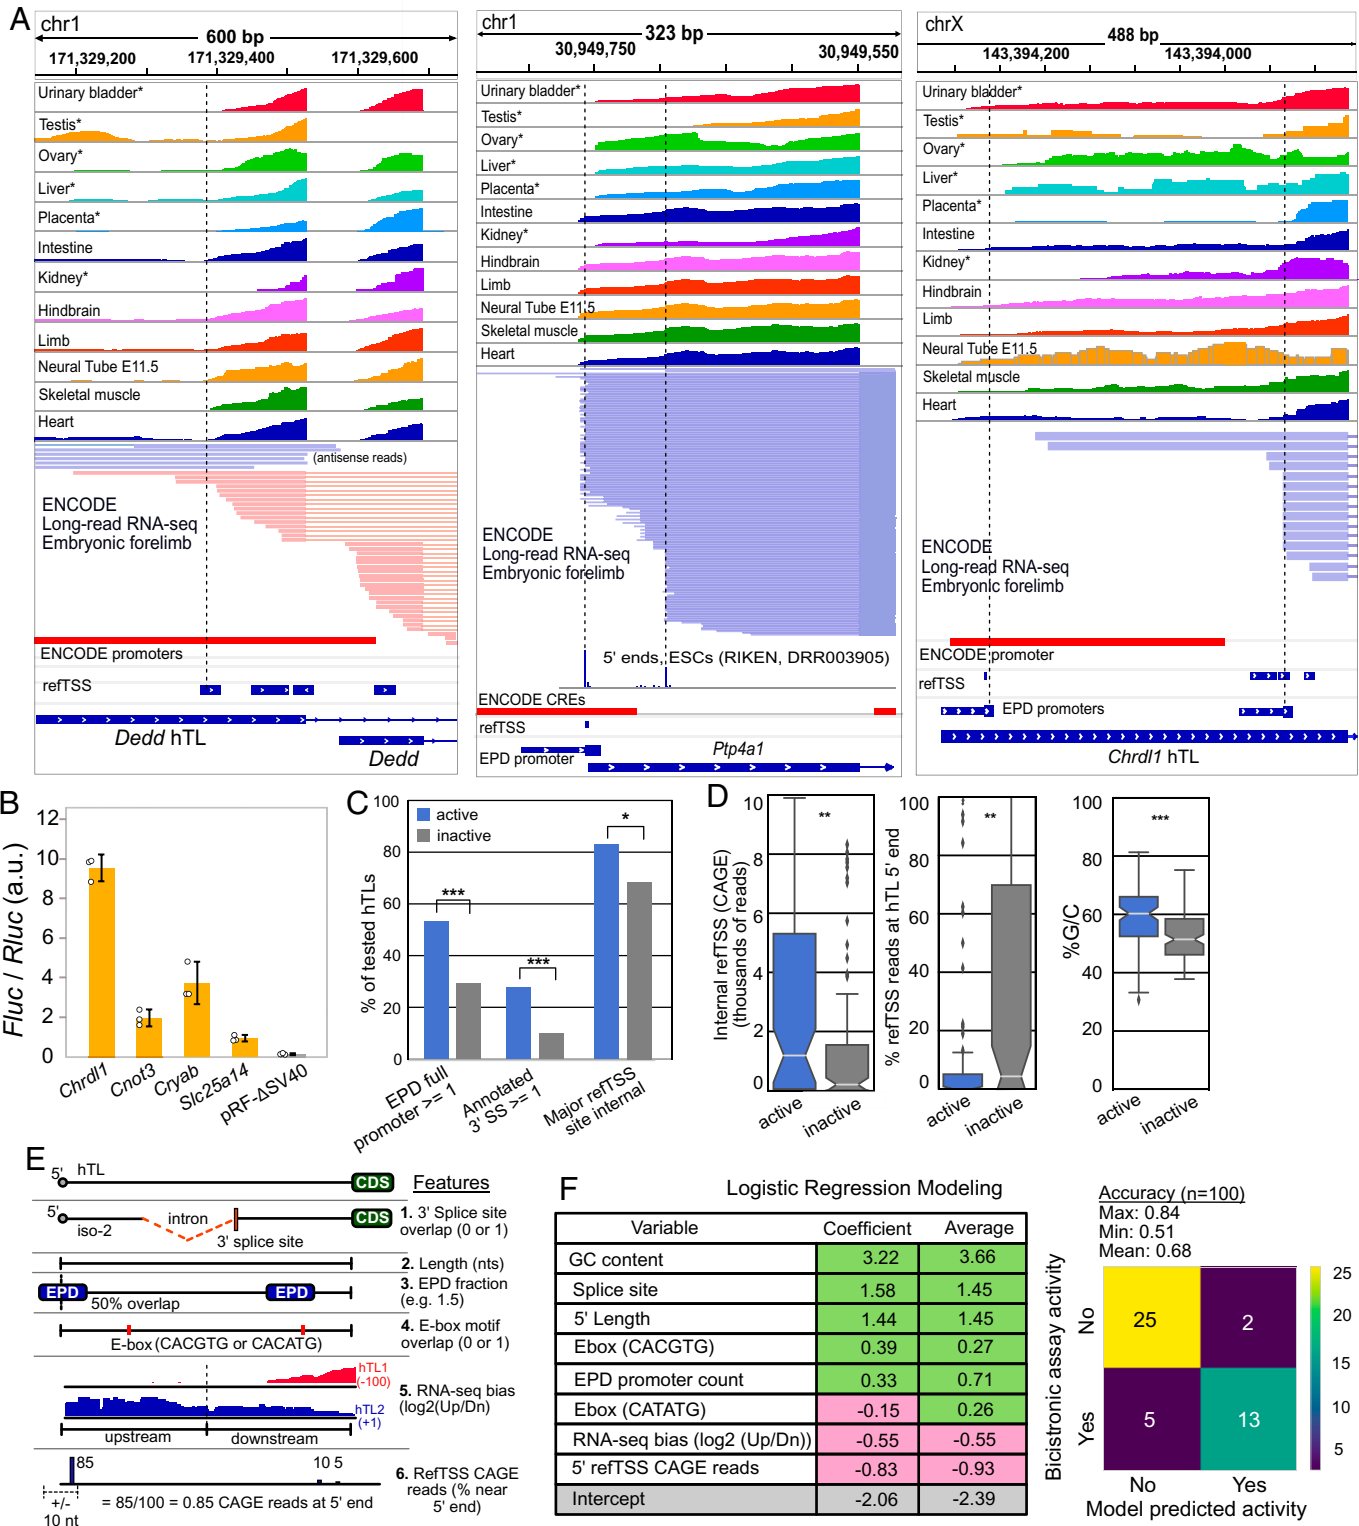 A
chr1
600 bp
171,329,200 171,329,400 171,329,600
Urinary bladder*
Testis*
Ovary*
Liver*
Placenta*
Intestine
Kidney*
Hindbrain
Limb
Neural Tube E11.5
Skeletal muscle
Heart
(antisense reads)
ENCODE
Long-read RNA-seq
Embryonic forelimb
ENCODE promoters
refTSS
Dedd hTL
Dedd
chr1
323 bp
30,949,750 30,949,550
Urinary bladder*
Testis*
Ovary*
Liver*
Placenta*
Intestine
Kidney*
Hindbrain
Limb
Neural Tube E11.5
Skeletal muscle
Heart
ENCODE
Long-read RNA-seq
Embryonic forelimb
5' ends, ESCs (RIKEN, DRR003905)
ENCODE CREs
refTSS
EPD promoter
Ptp4a1
chrX
488 bp
143,394,200 143,394,000
Urinary bladder*
Testis*
Ovary*
Liver*
Placenta*
Intestine
Kidney*
Hindbrain
Limb
Neural Tube E11.5
Skeletal muscle
Heart
ENCODE
Long-read RNA-seq
Embryonic forelimb
ENCODE promoter
refTSS
EPD promoters
Chrdl1 hTL
B
Fluc / Rluc (a.u.)
12
10
8
6
4
2
0
Chrdl1
Cnot3
Cryab
Slc25a14
pRF-ΔSV40
C
% of tested hTLs
100
80
60
40
20
0
active
inactive
***
***
*
EPD full
promoter >= 1
Annotated
3' SS >= 1
Major refTSS
site internal
D
Internal refTSS (CAGE)
(thousands of reads)
10
8
6
4
2
0
**
active
inactive
% refTSS reads at hTL 5' end
100
80
60
40
20
0
**
active
inactive
%G/C
100
80
60
40
20
0
***
active
inactive
E
5' hTL
CDS
Features
5'
iso-2
intron
3' splice site
CDS
1. 3' Splice site
overlap (0 or 1)
2. Length (nts)
EPD
50% overlap
EPD
3. EPD fraction
(e.g. 1.5)
E-box (CACGTG or CACATG)
4. E-box motif
overlap (0 or 1)
hTL1
(-100)
hTL2
(+1)
upstream
downstream
5. RNA-seq bias
(log2(Up/Dn)
85
10 5
+/-
10 nt
= 85/100 = 0.85 CAGE reads at 5' end
6. RefTSS CAGE
reads (% near
5' end)
F
Logistic Regression Modeling
Variable Coefficient Average
GC content 3.22 3.66
Splice site 1.58 1.45
5' Length 1.44 1.45
Ebox (CACGTG) 0.39 0.27
EPD promoter count 0.33 0.71
Ebox (CATATG) -0.15 0.26
RNA-seq bias (log2 (Up/Dn)) -0.55 -0.55
5' refTSS CAGE reads -0.83 -0.93
Intercept -2.06 -2.39
Accuracy (n=100)
Max: 0.84
Min: 0.51
Mean: 0.68
Bicistronic assay activity
No
Yes
25 2
5 13
No Yes
Model predicted activity
25
20
15
10
5